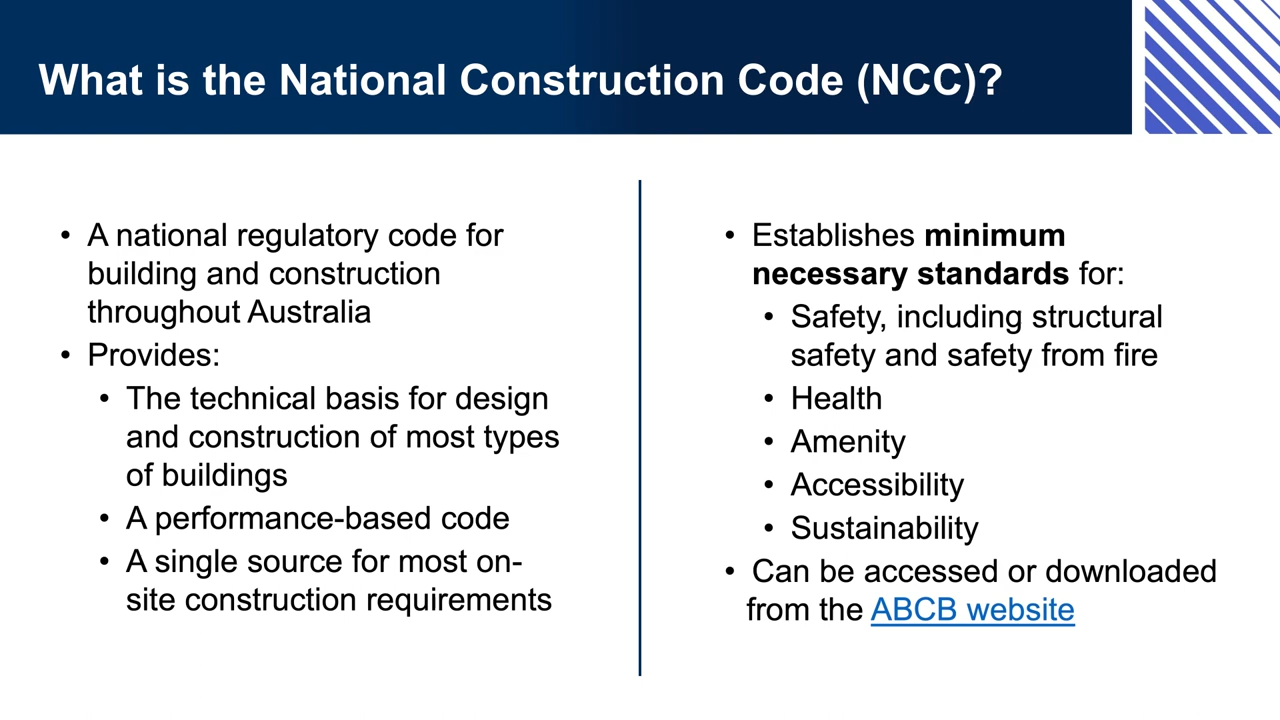 What is the National Construction Code (NCC)?
• A national regulatory code for
building and construction
throughout Australia
• Provides:
• The technical basis for design
and construction of most types
of buildings
• A performance-based code
• A single source for most on-
site construction requirements
• Establishes minimum
necessary standards for:
• Safety, including structural
safety and safety from fire
• Health
• Amenity
• Accessibility
• Sustainability
• Can be accessed or downloaded
from the ABCB website